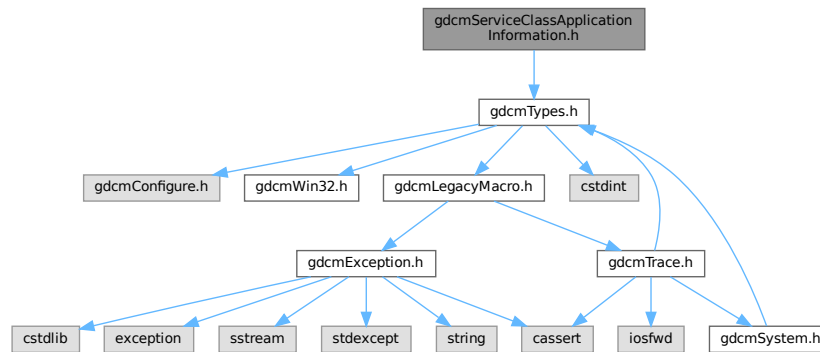 gdcmServiceClassApplication
Information.h
gdcmTypes.h
gdcmConfigure.h
gdcmWin32.h
gdcmLegacyMacro.h
cstdint
gdcmException.h
gdcmTrace.h
cstdlib
exception
sstream
stdexcept
string
cassert
iosfwd
gdcmSystem.h